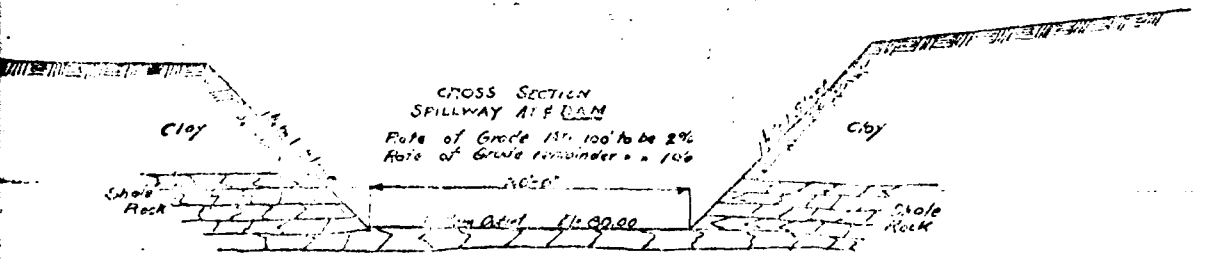 CROSS SECTION
SPILLWAY AT ₵ DAM
Rate of Grade 1st 100' to be 2%
Rate of Grade remainder " " 1%
Clay
Clay
Shale
Rock
Shale
Rock
El. 80.00